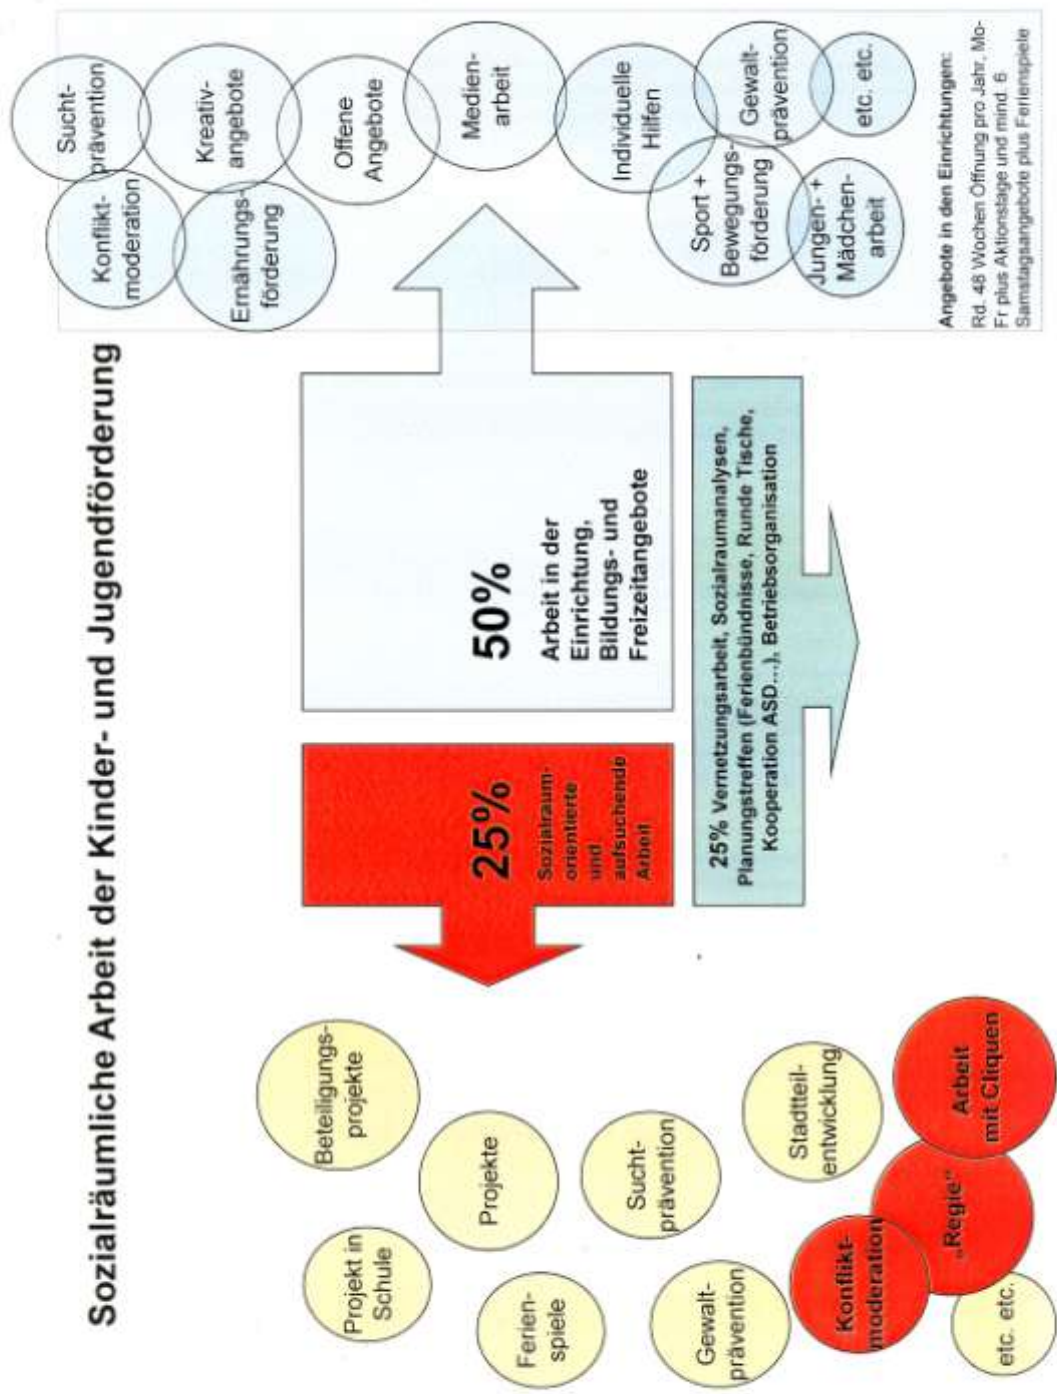 Sozialräumliche Arbeit der Kinder- und Jugendförderung
Projekt in
Schule
Beteiligungs-
projekte
Ferien-
spiele
Projekte
Gewalt-
prävention
Sucht-
prävention
Stadtteil-
entwicklung
Konflikt-
moderation
„Regie“
Arbeit
mit Cliquen
etc. etc.
25%
Sozialraum-
orientierte
und
aufsuchende
Arbeit
50%
Arbeit in der
Einrichtung,
Bildungs- und
Freizeitangebote
25% Vernetzungsarbeit, Sozialraumanalysen,
Planungstreffen (Ferienbündnisse, Runde Tische,
Kooperation ASD...), Betriebsorganisation
Konflikt-
moderation
Sucht-
prävention
Ernährungs-
förderung
Kreativ-
angebote
Offene
Angebote
Medien-
arbeit
Individuelle
Hilfen
Sport +
Bewegungs-
förderung
Gewalt-
prävention
Jungen- +
Mädchen-
arbeit
etc. etc.
Angebote in den Einrichtungen:
Rd. 48 Wochen Öffnung pro Jahr, Mo-
Fr plus Aktionstage und mind. 6
Samstagsangebote plus Ferienspiele